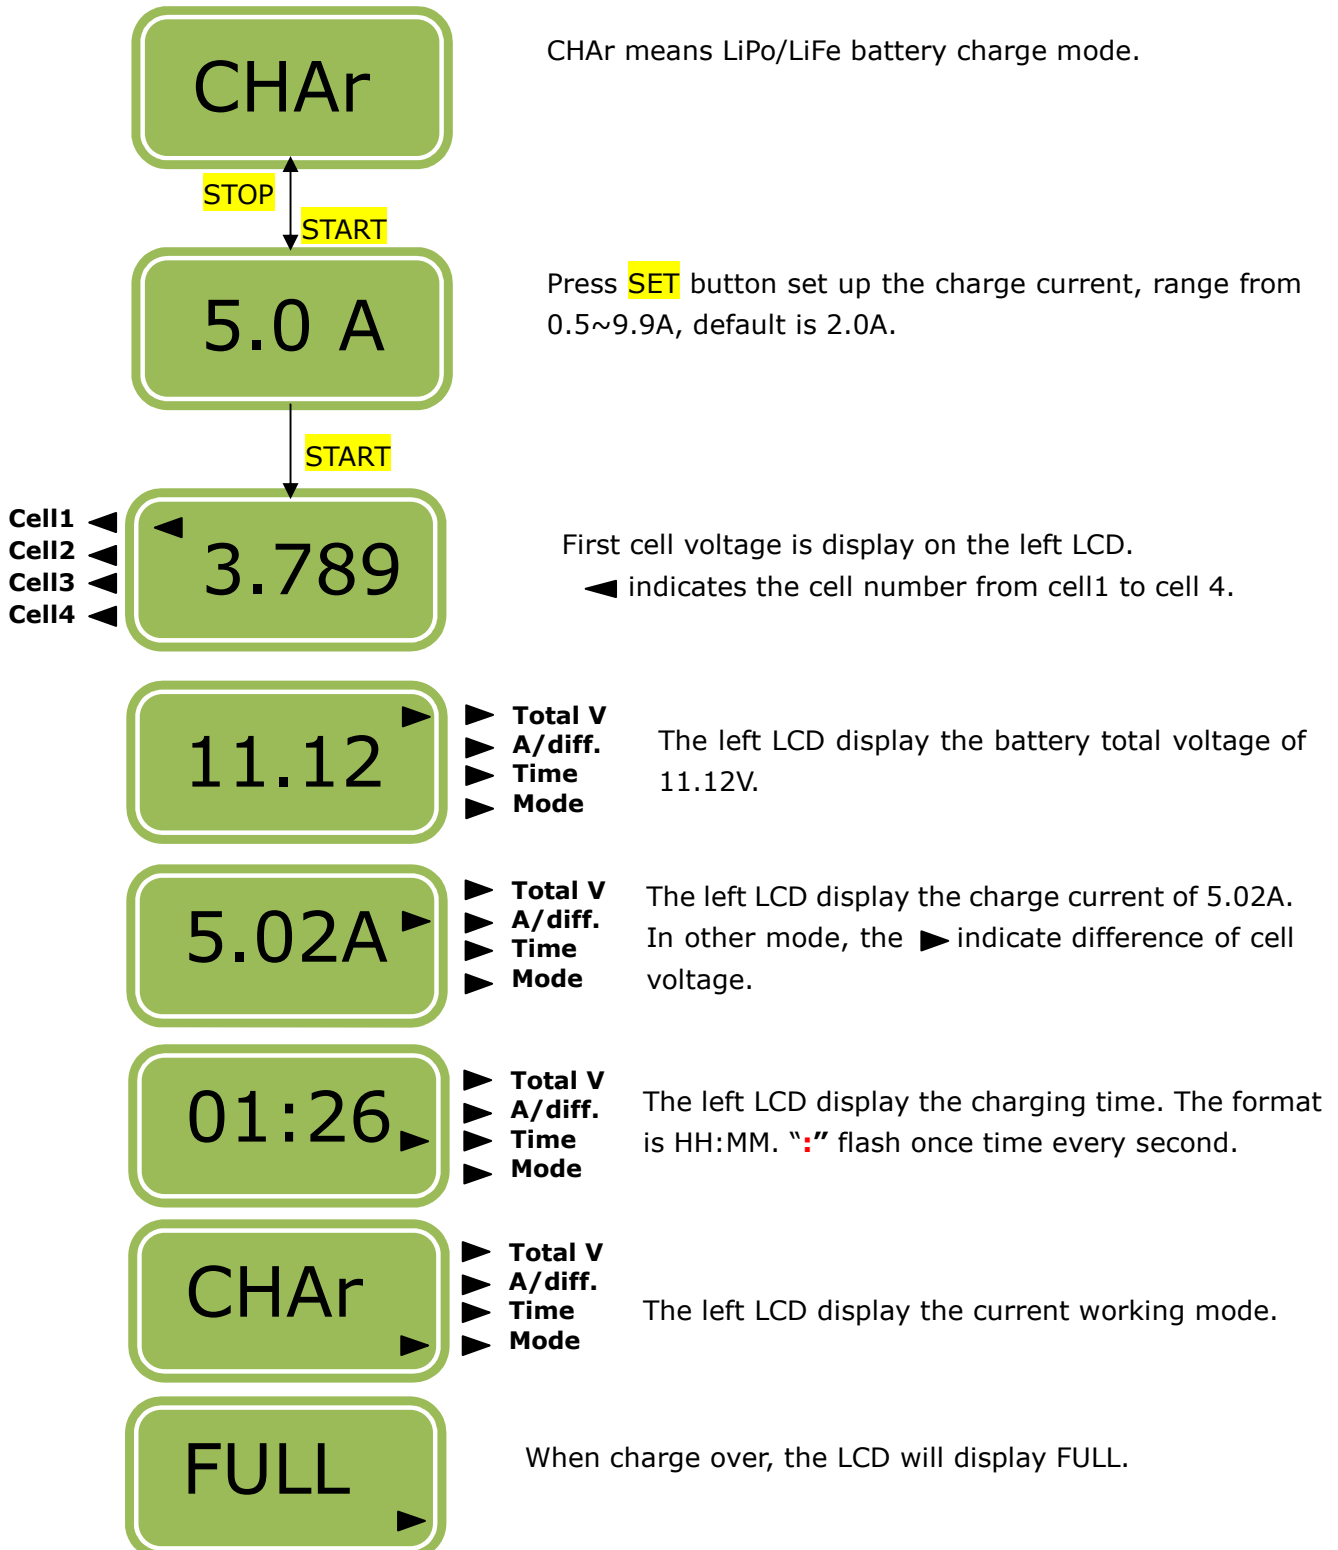 CHAr
CHAr means LiPo/LiFe battery charge mode.
STOP
START
5.0 A
Press SET button set up the charge current, range from
0.5~9.9A, default is 2.0A.
START
Cell1
Cell2
Cell3
Cell4
3.789
First cell voltage is display on the left LCD.
indicates the cell number from cell1 to cell 4.
11.12
Total V
A/diff.
Time
Mode
The left LCD display the battery total voltage of
11.12V.
5.02A
Total V
A/diff.
Time
Mode
The left LCD display the charge current of 5.02A.
In other mode, the indicate difference of cell
voltage.
01:26
Total V
A/diff.
Time
Mode
The left LCD display the charging time. The format
is HH:MM. “:” flash once time every second.
CHAr
Total V
A/diff.
Time
Mode
The left LCD display the current working mode.
FULL
When charge over, the LCD will display FULL.